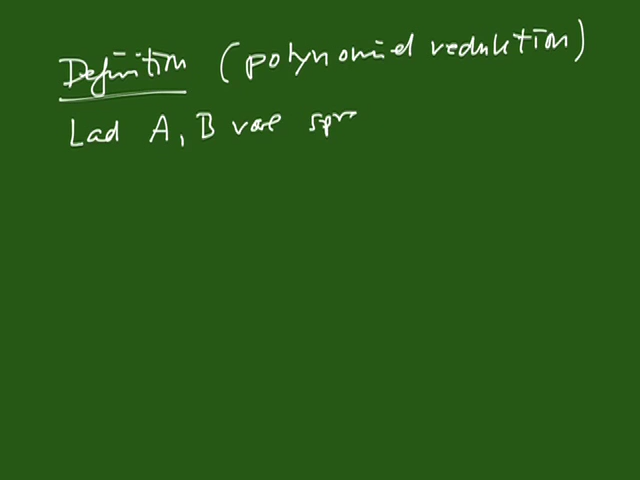 Definition (polynomiel reduktion)
Lad A, B være spr